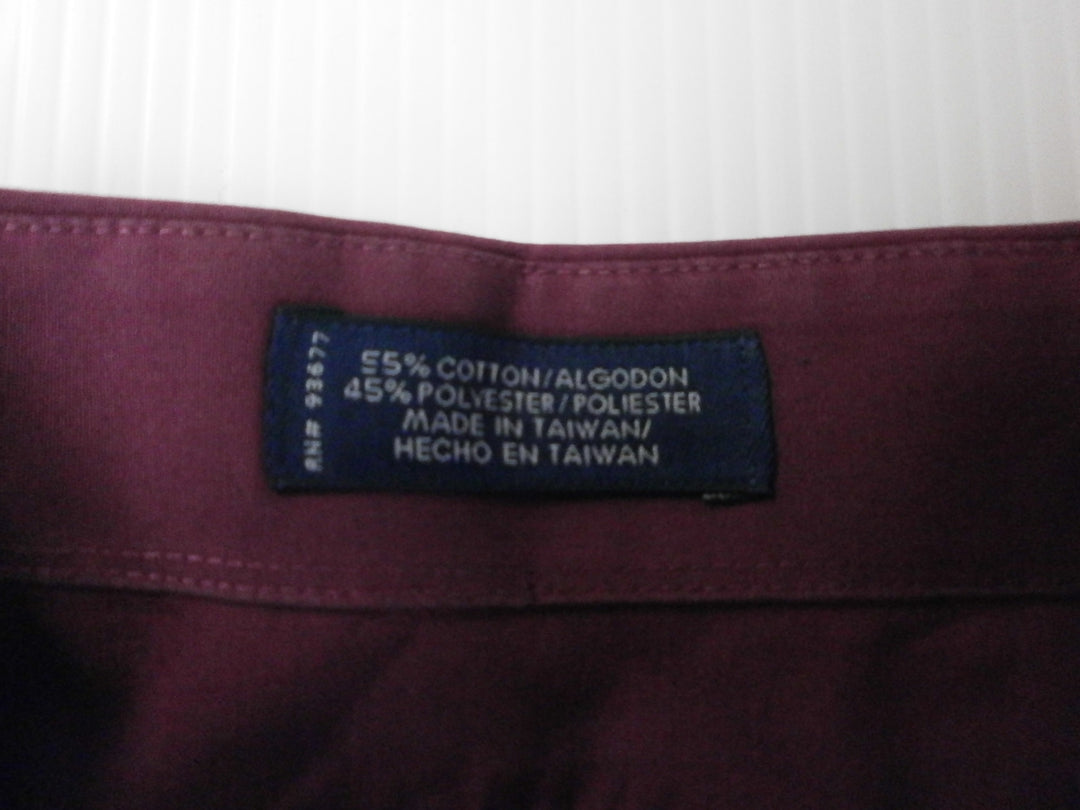 RN# 93677
55% COTTON/ALGODON
45% POLYESTER/POLIESTER
MADE IN TAIWAN/
HECHO EN TAIWAN